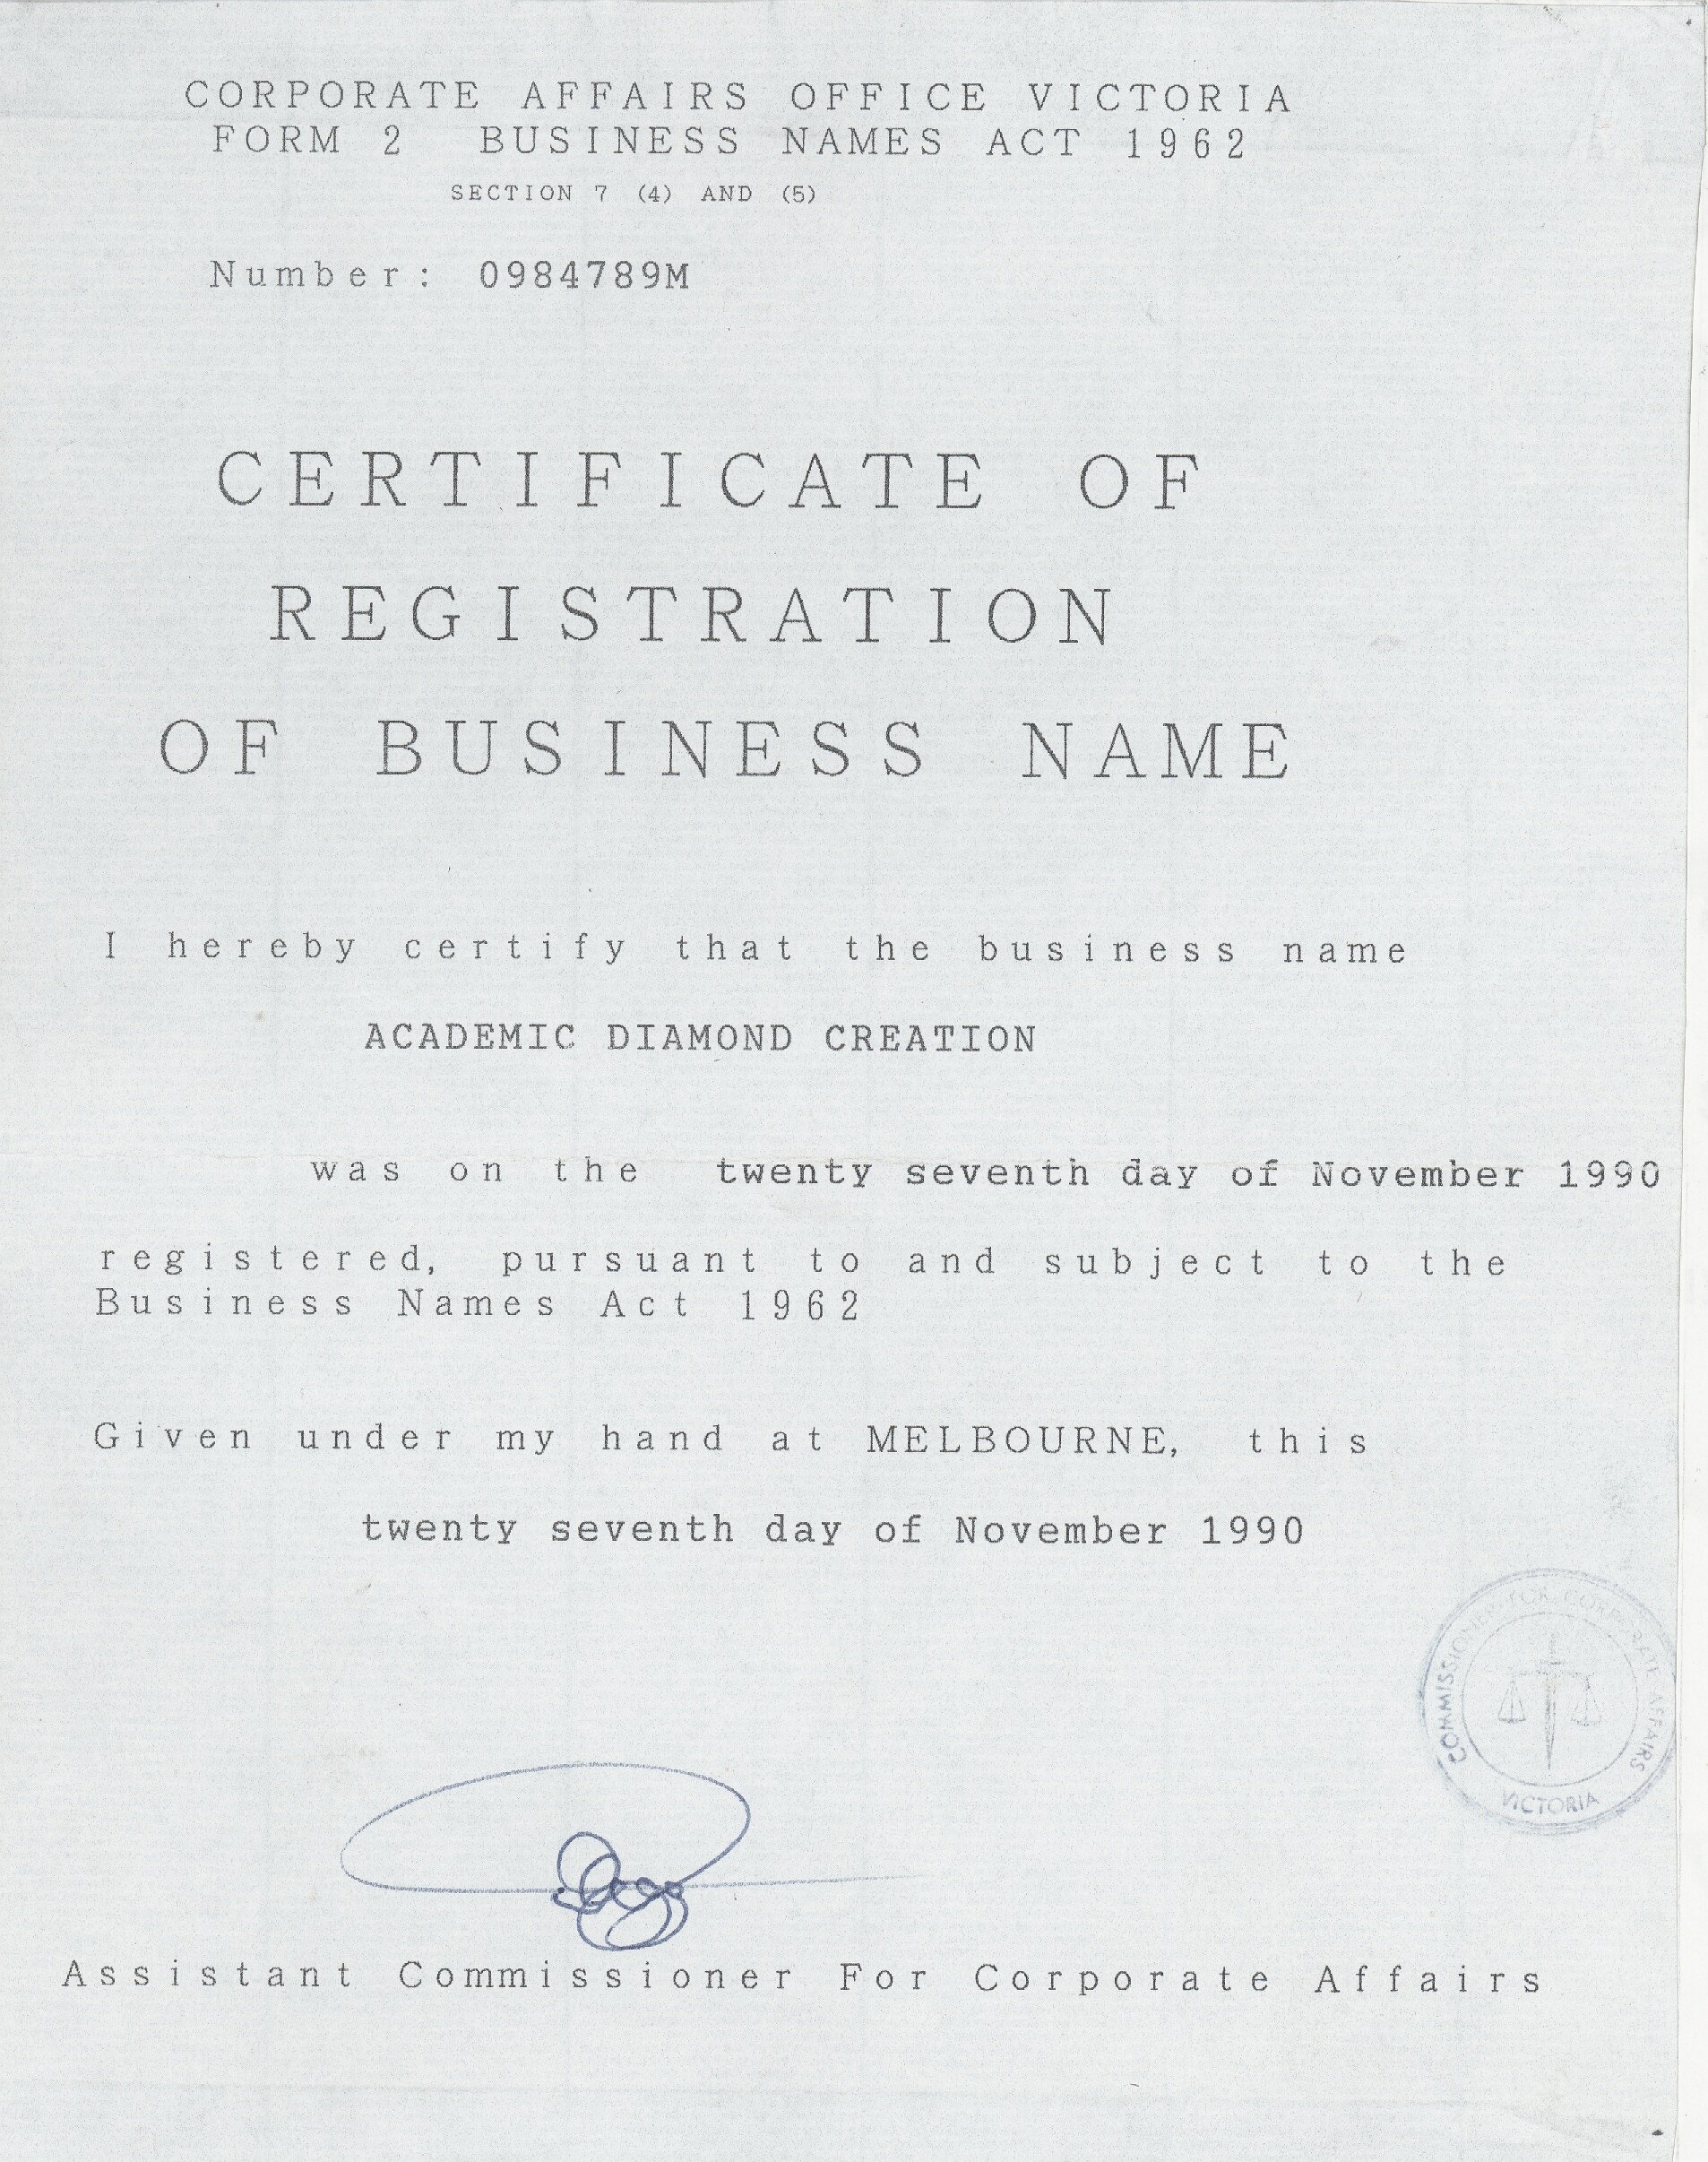 CORPORATE AFFAIRS OFFICE VICTORIA
FORM 2 BUSINESS NAMES ACT 1962
SECTION 7 (4) AND (5)
Number: 0984789M
CERTIFICATE OF
REGISTRATION
OF BUSINESS NAME
I hereby certify that the business name
ACADEMIC DIAMOND CREATION
was on the twenty seventh day of November 1990
registered, pursuant to and subject to the
Business Names Act 1962
Given under my hand at MELBOURNE, this
twenty seventh day of November 1990
COMMISSIONER FOR CORPORATE AFFAIRS
VICTORIA
Assistant Commissioner For Corporate Affairs